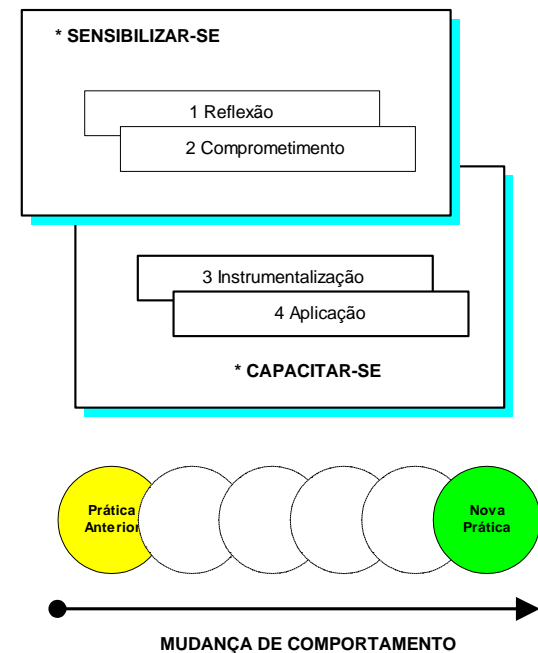 * SENSIBILIZAR-SE
1 Reflexão
2 Comprometimento
3 Instrumentalização
4 Aplicação
* CAPACITAR-SE
Prática
Anterior
Nova
Prática
MUDANÇA DE COMPORTAMENTO